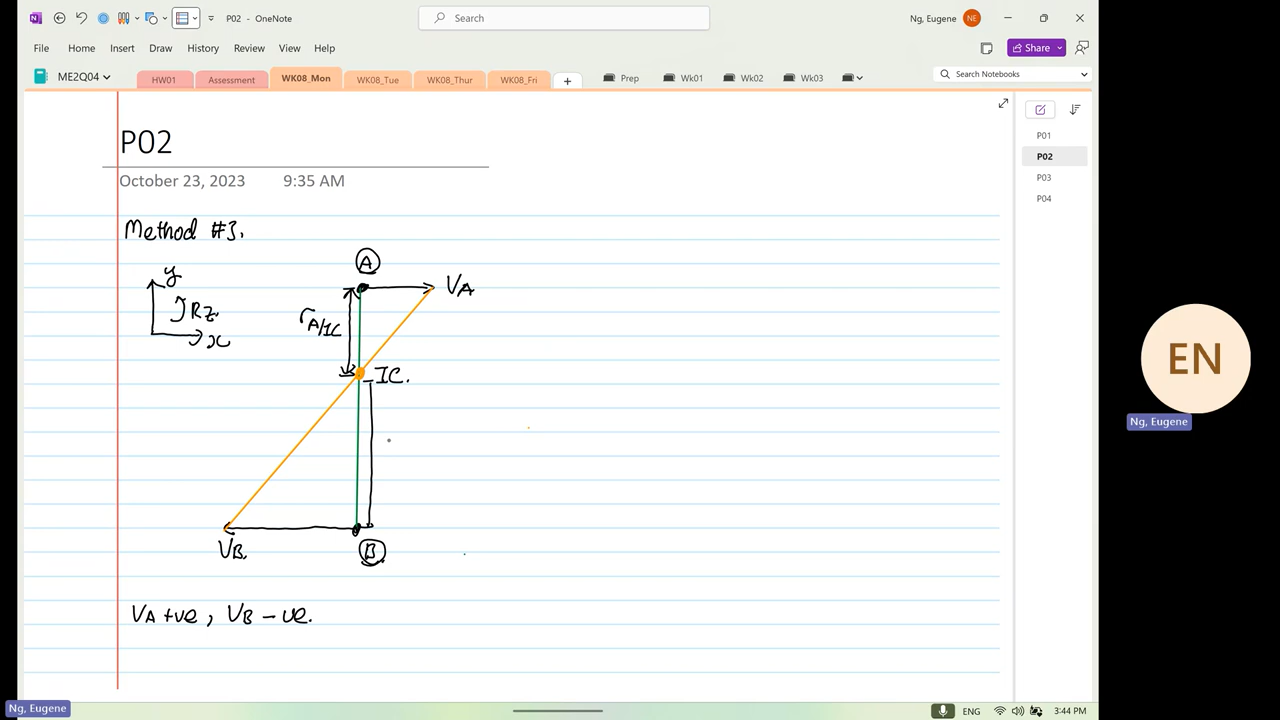 P02 - OneNote
Search
Ng, Eugene
NE
File Home Insert Draw History Review View Help
Share
ME2Q04
HW01
Assessment
WK08_Mon
WK08_Tue
WK08_Thur
WK08_Fri
Prep
Wk01
Wk02
Wk03
Search Notebooks
P02
October 23, 2023 9:35 AM
P01
P02
P03
P04
Method #3.
A
y
VA
Rz.
rA/IC
x
IC.
VB.
B
VA +ve, VB -ve.
EN
Ng, Eugene
Ng, Eugene
ENG
3:44 PM